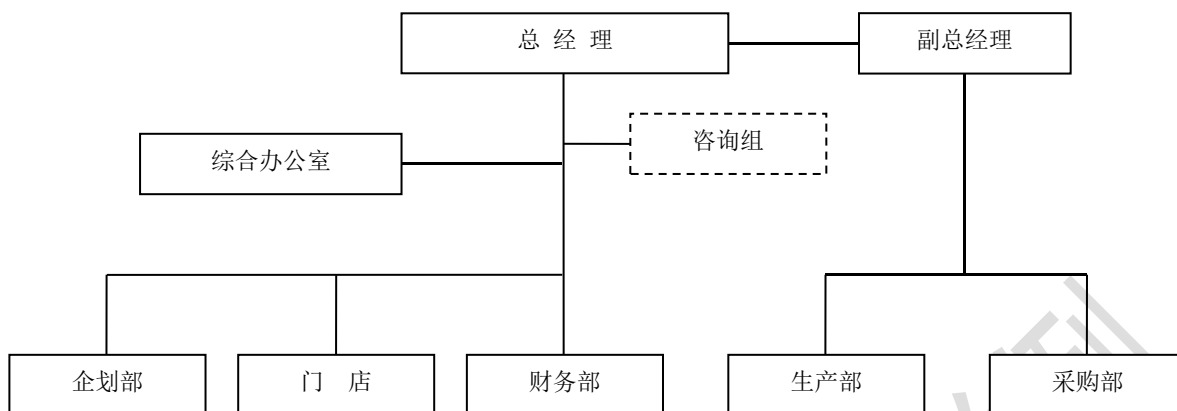 总 经 理
副总经理
咨询组
综合办公室
企划部
门 店
财务部
生产部
采购部